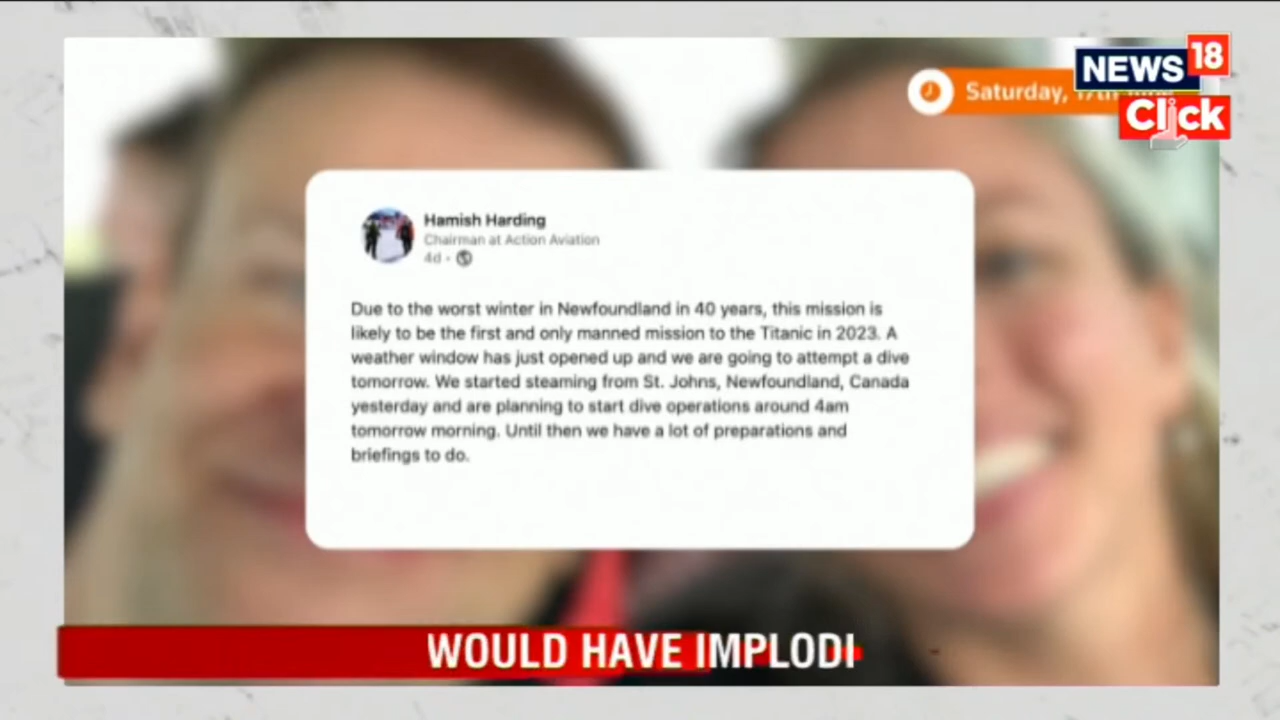 NEWS 18
Saturday,
Click
Hamish Harding
Chairman at Action Aviation
4d
Due to the worst winter in Newfoundland in 40 years, this mission is
likely to be the first and only manned mission to the Titanic in 2023. A
weather window has just opened up and we are going to attempt a dive
tomorrow. We started steaming from St. Johns, Newfoundland, Canada
yesterday and are planning to start dive operations around 4am
tomorrow morning. Until then we have a lot of preparations and
briefings to do.
WOULD HAVE IMPLODI